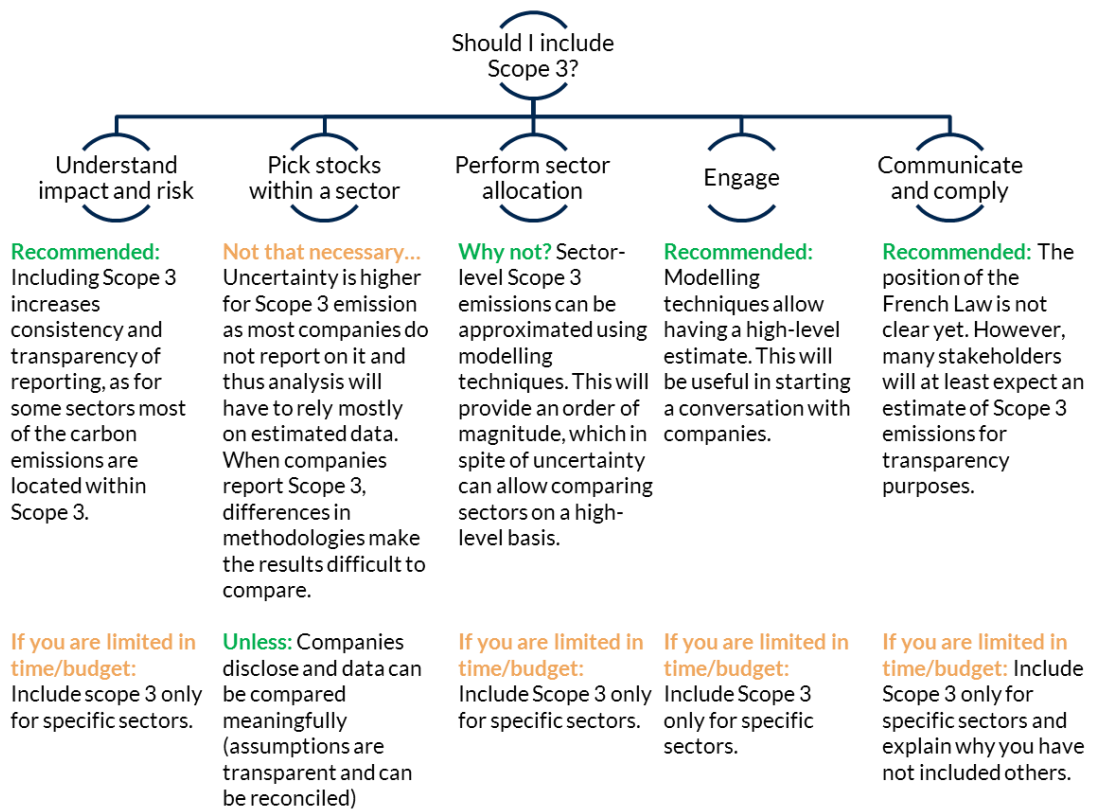 Should I include
Scope 3?
Understand
impact and risk
Pick stocks
within a sector
Perform sector
allocation
Engage
Communicate
and comply
Recommended:
Including Scope 3
increases
consistency and
transparency of
reporting, as for
some sectors most
of the carbon
emissions are
located within
Scope 3.
Not that necessary…
Uncertainty is higher
for Scope 3 emission
as most companies do
not report on it and
thus analysis will
have to rely mostly
on estimated data.
When companies
report Scope 3,
differences in
methodologies make
the results difficult to
compare.
Why not? Sector-
level Scope 3
emissions can be
approximated using
modelling
techniques. This will
provide an order of
magnitude, which in
spite of uncertainty
can allow comparing
sectors on a high-
level basis.
Recommended:
Modelling
techniques allow
having a high-level
estimate. This will
be useful in starting
a conversation with
companies.
Recommended: The
position of the
French Law is not
clear yet. However,
many stakeholders
will at least expect an
estimate of Scope 3
emissions for
transparency
purposes.
If you are limited in
time/budget:
Include scope 3 only
for specific sectors.
Unless: Companies
disclose and data can
be compared
meaningfully
(assumptions are
transparent and can
be reconciled)
If you are limited in
time/budget:
Include Scope 3 only
for specific sectors.
If you are limited in
time/budget:
Include Scope 3
only for specific
sectors.
If you are limited in
time/budget: Include
Scope 3 only for
specific sectors and
explain why you have
not included others.